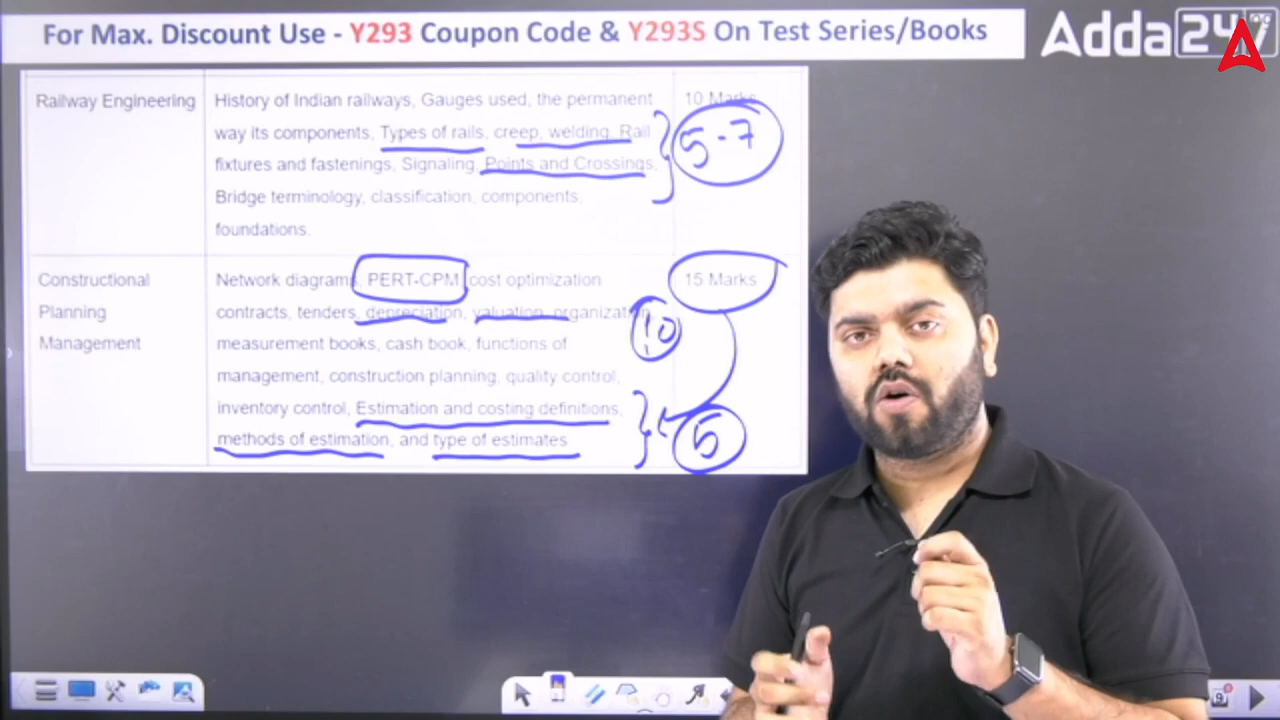 For Max. Discount Use - Y293 Coupon Code & Y293S On Test Series/Books
Adda247
Railway Engineering
History of Indian railways, Gauges used, the permanent
way its components, Types of rails, creep, welding, Rail
fixtures and fastenings, Signaling, Points and Crossings,
Bridge terminology, classification, components,
foundations.
10 Marks
5-7
Constructional
Planning
Management
Network diagrams, PERT-CPM, cost optimization
contracts, tenders, depreciation, valuation, organization,
measurement books, cash book, functions of
management, construction planning, quality control,
inventory control, Estimation and costing definitions,
methods of estimation, and type of estimates
15 Marks
10
5